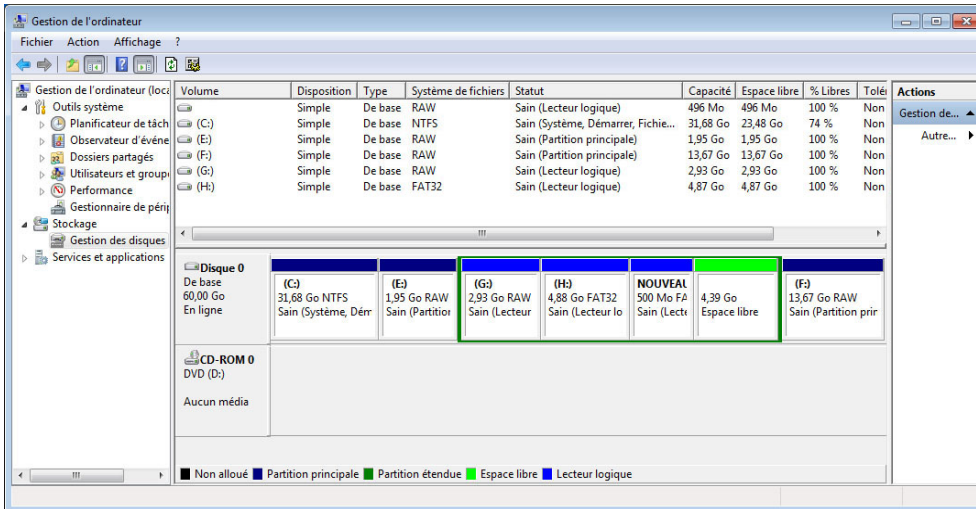 Gestion de l'ordinateur
Fichier Action Affichage ?
Gestion de l'ordinateur (loca
Outils système
Planificateur de tâch
Observateur d'événe
Dossiers partagés
Utilisateurs et groupe
Performance
Gestionnaire de périp
Stockage
Gestion des disques
Services et applications
Volume Disposition Type Système de fichiers Statut Capacité Espace libre % Libres Tolé
Simple De base RAW Sain (Lecteur logique) 496 Mo 496 Mo 100 % Non
(C:) Simple De base NTFS Sain (Système, Démarrer, Fichie... 31,68 Go 23,48 Go 74 % Non
(E:) Simple De base RAW Sain (Partition principale) 1,95 Go 1,95 Go 100 % Non
(F:) Simple De base RAW Sain (Partition principale) 13,67 Go 13,67 Go 100 % Non
(G:) Simple De base RAW Sain (Lecteur logique) 2,93 Go 2,93 Go 100 % Non
(H:) Simple De base FAT32 Sain (Lecteur logique) 4,87 Go 4,87 Go 100 % Non
Disque 0
De base
60,00 Go
En ligne
(C:)
31,68 Go NTFS
Sain (Système, Dém
(E:)
1,95 Go RAW
Sain (Partition
(G:)
2,93 Go RAW
Sain (Lecteur
(H:)
4,88 Go FAT32
Sain (Lecteur lo
NOUVEAU
500 Mo FA
Sain (Lecte
4,39 Go
Espace libre
(F:)
13,67 Go RAW
Sain (Partition prin
CD-ROM 0
DVD (D:)
Aucun média
Non alloué Partition principale Partition étendue Espace libre Lecteur logique
Actions
Gestion de...
Autre...